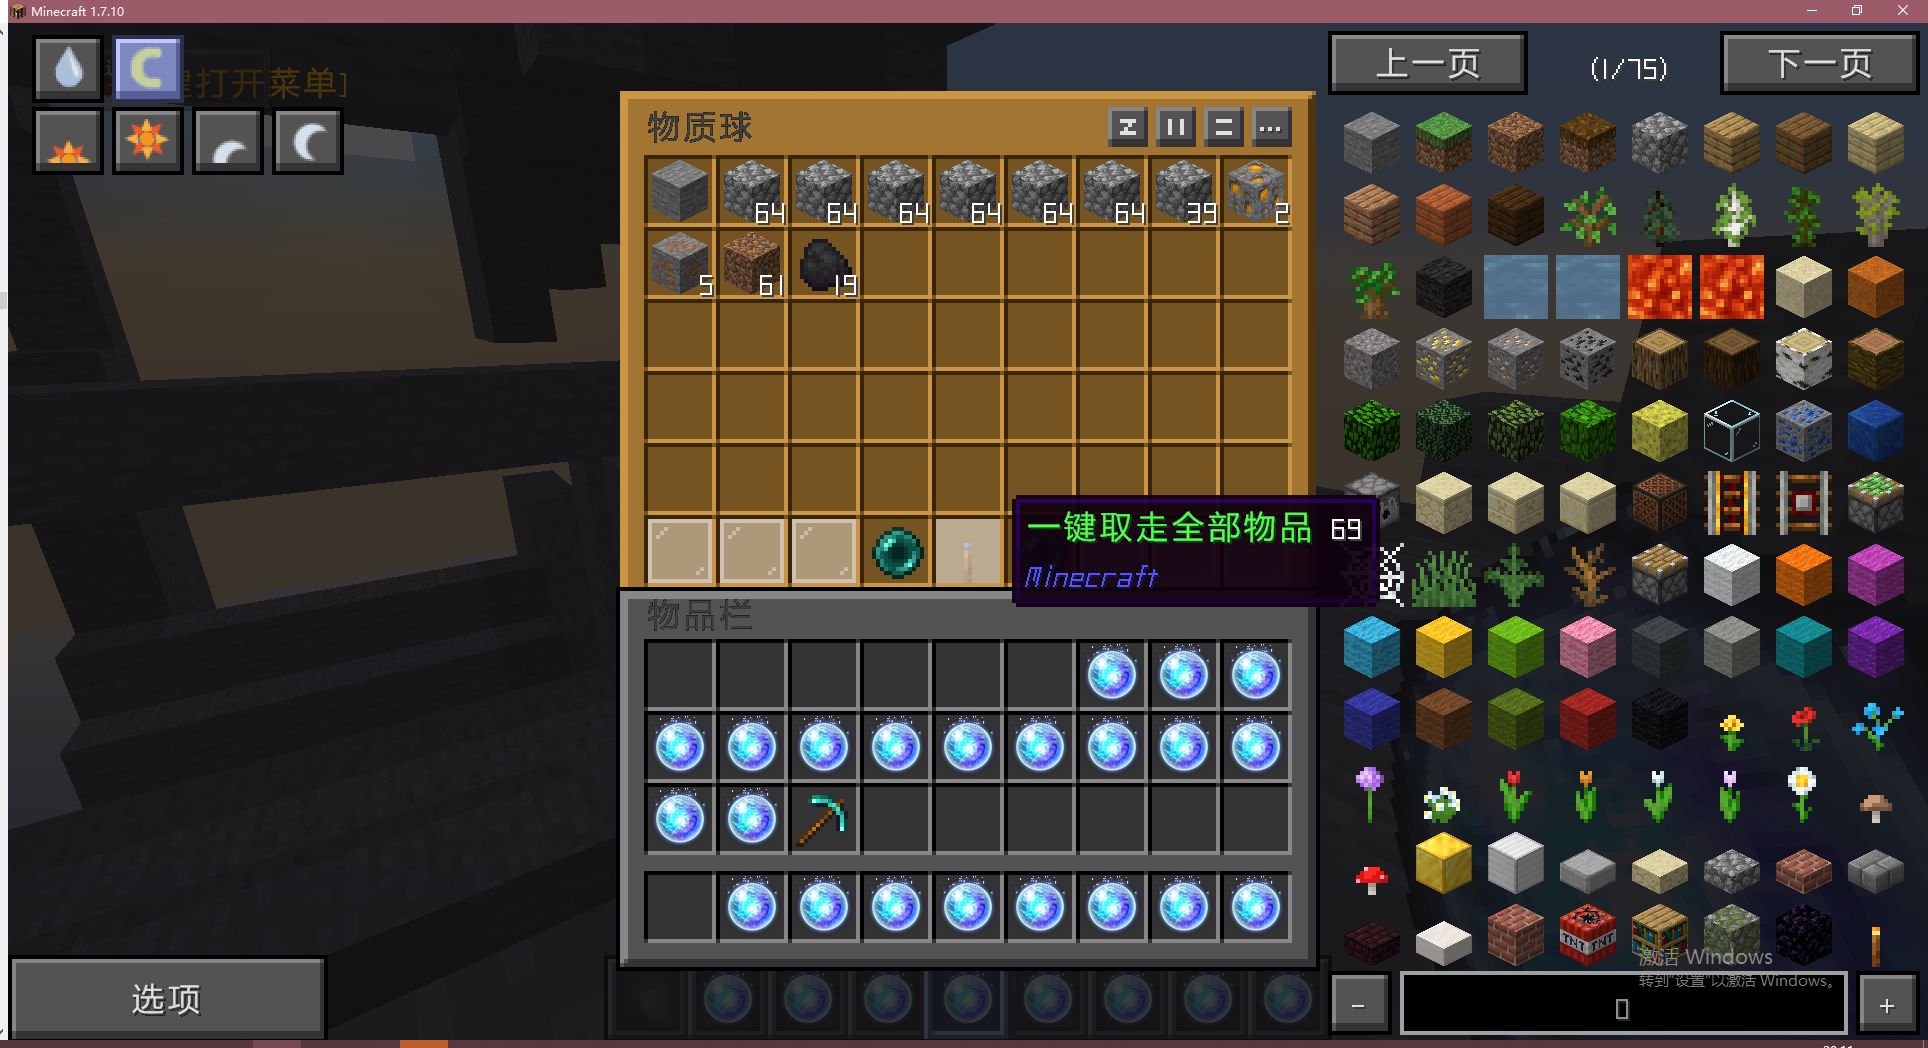 Minecraft 1.7.10
键打开菜单]
上一页
(1/75)
下一页
物质球
64
64
64
64
64
64
39
2
5
61
19
一键取走全部物品 69
Minecraft
物品栏
TNT TNT
激活 Windows
转到"设置"以激活 Windows。
选项